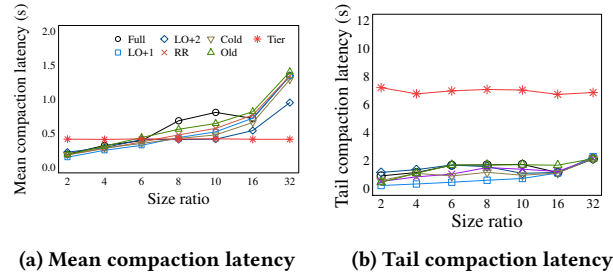 Mean compaction latency (s)
2.0
1.5
1.0
0.5
0.0
Full
LO+2
Cold
Tier
LO+1
RR
Old
2 4 6 8 10 16 32
Size ratio
(a) Mean compaction latency
Tail compaction latency (s)
12
10
8
6
4
2
0
2 4 6 8 10 16 32
Size ratio
(b) Tail compaction latency